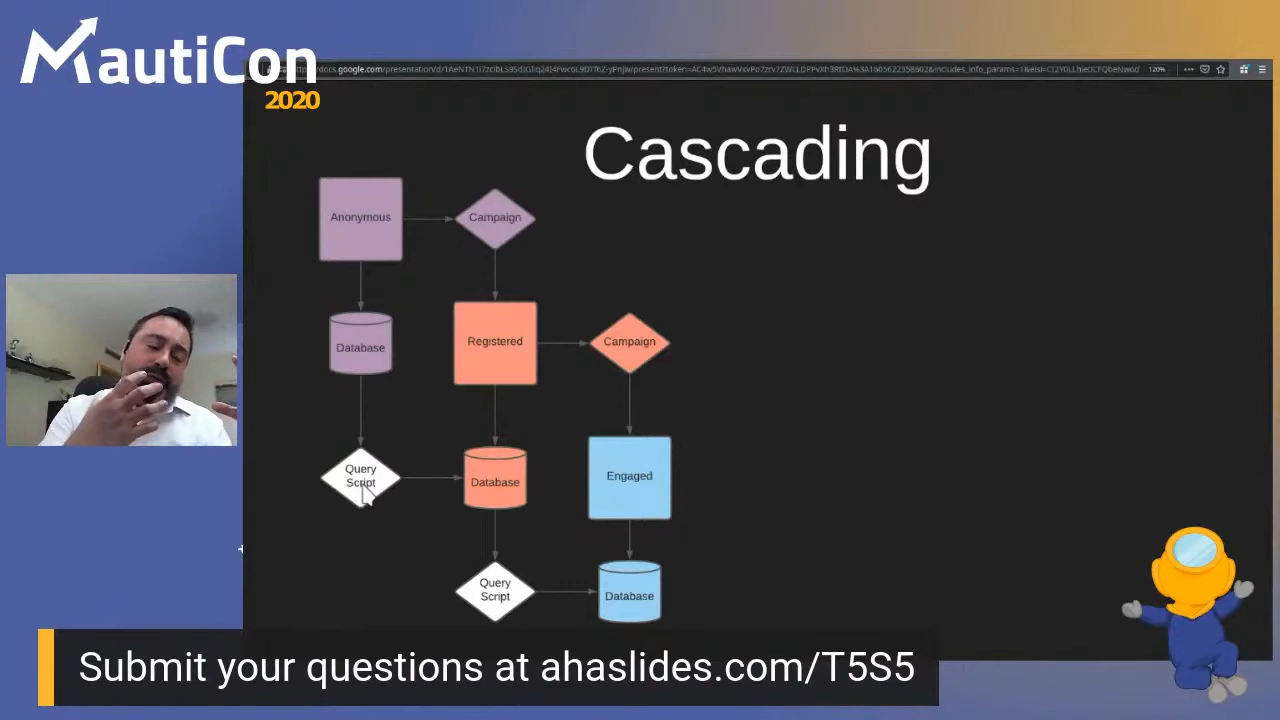 MautiCon
2020
Cascading
Anonymous
Campaign
Database
Registered
Campaign
Query
Script
Database
Engaged
Query
Script
Database
120%
Submit your questions at ahaslides.com/T5S5